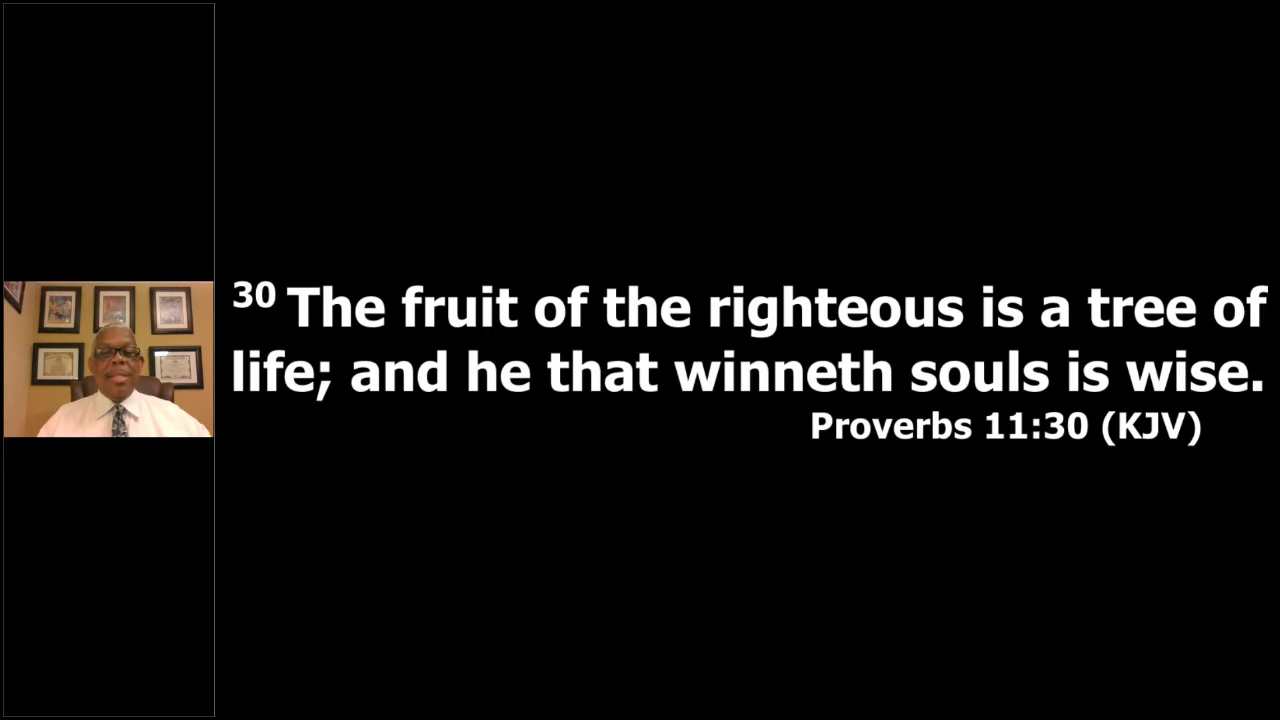 30 The fruit of the righteous is a tree of
life; and he that winneth souls is wise.
Proverbs 11:30 (KJV)